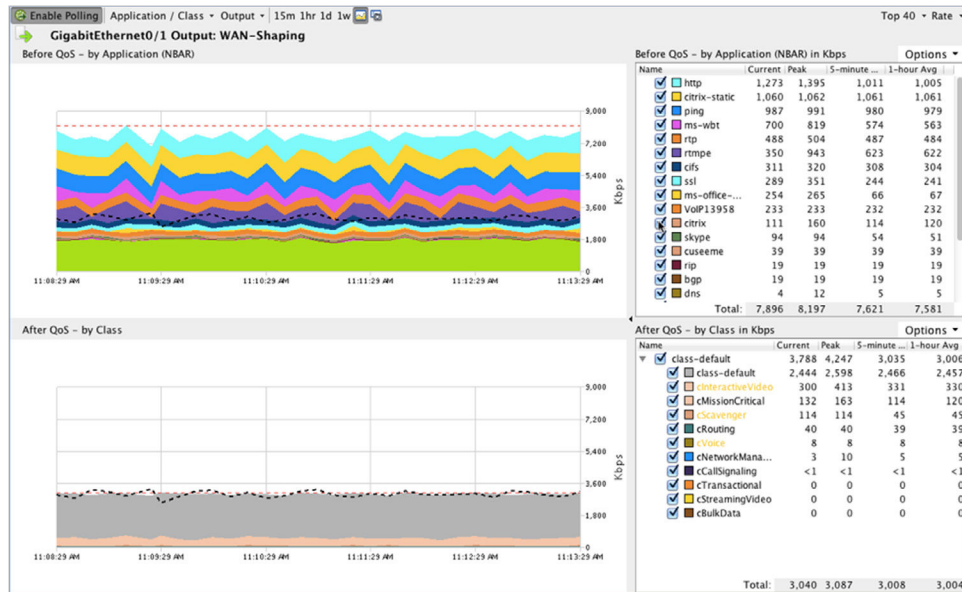 Enable Polling Application / Class Output 15m 1hr 1d 1w Top 40 Rate
GigabitEthernet0/1 Output: WAN-Shaping
Before QoS - by Application (NBAR)
9,000
7,200
5,400
3,600
1,800
0
Kbps
11:08:29 AM 11:09:29 AM 11:10:29 AM 11:11:29 AM 11:12:29 AM 11:13:29 AM
Before QoS - by Application (NBAR) in Kbps Options
Name Current Peak 5-minute ... 1-hour Avg
http 1,273 1,395 1,011 1,005
citrix-static 1,060 1,062 1,061 1,061
ping 987 991 980 979
ms-wbt 700 819 574 563
rtp 488 504 487 484
rtmpe 350 943 623 622
cifs 311 320 308 304
ssl 289 351 244 241
ms-office-... 254 265 66 67
VoIP13958 233 233 232 232
citrix 111 160 114 120
skype 94 94 54 51
cuseeme 39 39 39 39
rip 19 19 19 19
bgp 19 19 19 19
dns 4 12 5 5
Total: 7,896 8,197 7,621 7,581
After QoS - by Class
9,000
7,200
5,400
3,600
1,800
0
Kbps
11:08:29 AM 11:09:29 AM 11:10:29 AM 11:11:29 AM 11:12:29 AM 11:13:29 AM
After QoS - by Class in Kbps Options
Name Current Peak 5-minute ... 1-hour Avg
class-default 3,788 4,247 3,035 3,006
class-default 2,444 2,598 2,466 2,457
cInteractiveVideo 300 413 331 330
cMissionCritical 132 163 114 120
cScavenger 114 114 45 45
cRouting 40 40 39 39
cVoice 8 8 8 8
cNetworkMana... 3 10 5 5
cCallSignaling <1 <1 <1 <1
cTransactional 0 0 0 0
cStreamingVideo 0 0 0 0
cBulkData 0 0 0 0
Total: 3,040 3,087 3,008 3,004